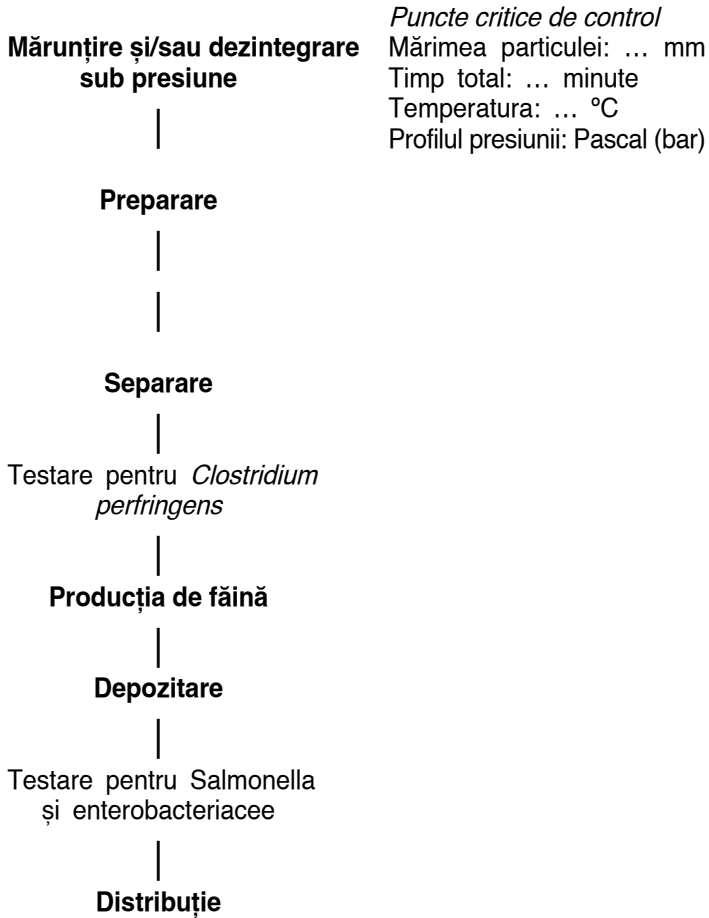 Puncte critice de control
Mărunțire și/sau dezintegrare
sub presiune
Mărimea particulei: … mm
Timp total: … minute
Temperatura: … ºC
Profilul presiunii: Pascal (bar)
Preparare
Separare
Testare pentru Clostridium
perfringens
Producția de făină
Depozitare
Testare pentru Salmonella
și enterobacteriacee
Distribuție